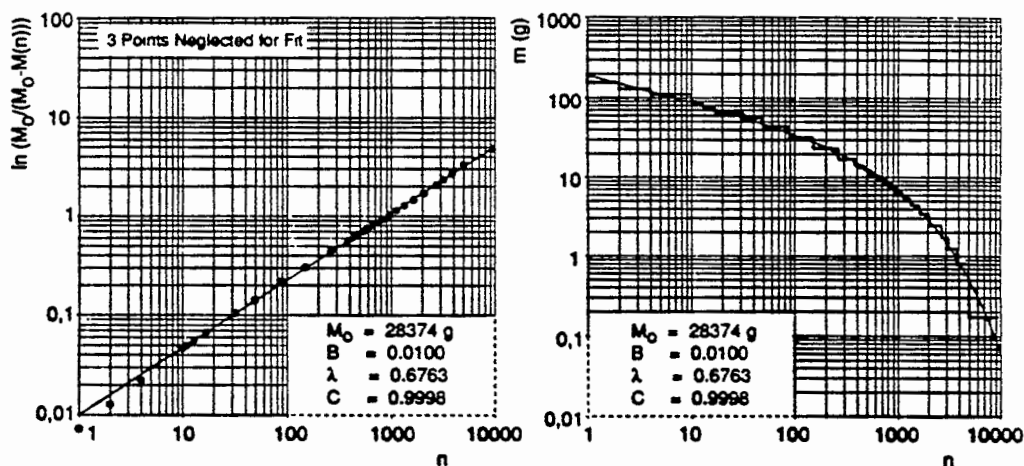 ln (M₀/(M₀-M(n)))
100
10
1
0,1
0,01
3 Points Neglected for Fit
M₀ = 28374 g
B = 0.0100
λ = 0.6763
C = 0.9998
1 10 100 1000 10000
n
m (g)
1000
100
10
1
0,1
0,01
M₀ = 28374 g
B = 0.0100
λ = 0.6763
C = 0.9998
1 10 100 1000 10000
n